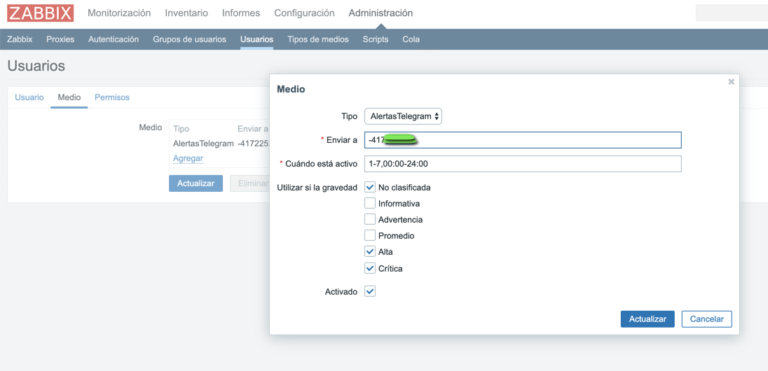 ZABBIX Monitorización Inventario Informes Configuración Administración
Zabbix Proxies Autenticación Grupos de usuarios Usuarios Tipos de medios Scripts Cola
Usuarios
Usuario Medio Permisos
Medio Tipo Enviar a
AlertasTelegram -417225
Agregar
Actualizar Eliminar
Medio
Tipo AlertasTelegram
* Enviar a -417
* Cuándo está activo 1-7,00:00-24:00
Utilizar si la gravedad No clasificada
Informativa
Advertencia
Promedio
Alta
Crítica
Activado
Actualizar Cancelar